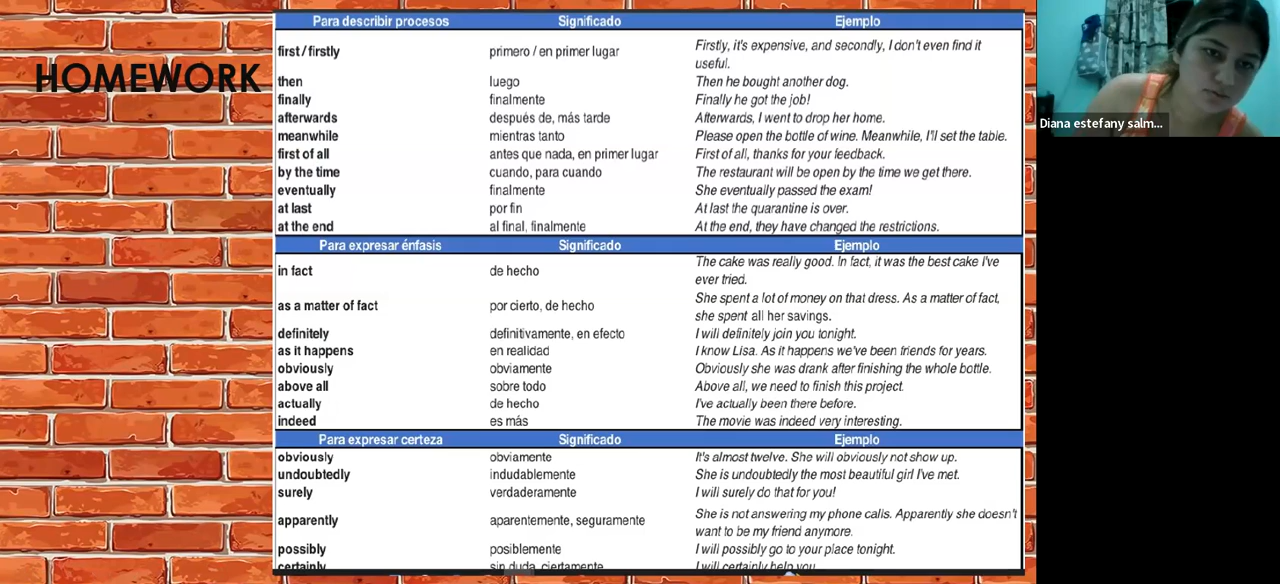 HOMEWORK
Para describir procesos Significado Ejemplo
first / firstly primero / en primer lugar Firstly, it's expensive, and secondly, I don't even find it
useful.
then luego Then he bought another dog.
finally finalmente Finally he got the job!
afterwards después de, más tarde Afterwards, I went to drop her home.
meanwhile mientras tanto Please open the bottle of wine. Meanwhile, I'll set the table.
first of all antes que nada, en primer lugar First of all, thanks for your feedback.
by the time cuando, para cuando The restaurant will be open by the time we get there.
eventually finalmente She eventually passed the exam!
at last por fin At last the quarantine is over.
at the end al final, finalmente At the end, they have changed the restrictions.
Para expresar énfasis Significado Ejemplo
in fact de hecho The cake was really good. In fact, it was the best cake I've
ever tried.
as a matter of fact por cierto, de hecho She spent a lot of money on that dress. As a matter of fact,
she spent all her savings.
definitely definitivamente, en efecto I will definitely join you tonight.
as it happens en realidad I know Lisa. As it happens we've been friends for years.
obviously obviamente Obviously she was drank after finishing the whole bottle.
above all sobre todo Above all, we need to finish this project.
actually de hecho I've actually been there before.
indeed es más The movie was indeed very interesting.
Para expresar certeza Significado Ejemplo
obviously obviamente It's almost twelve. She will obviously not show up.
undoubtedly indudablemente She is undoubtedly the most beautiful girl I've met.
surely verdaderamente I will surely do that for you!
apparently aparentemente, seguramente She is not answering my phone calls. Apparently she doesn't
want to be my friend anymore.
possibly posiblemente I will possibly go to your place tonight.
certainly sin duda, ciertamente I will certainly help you
Diana estefany salm...